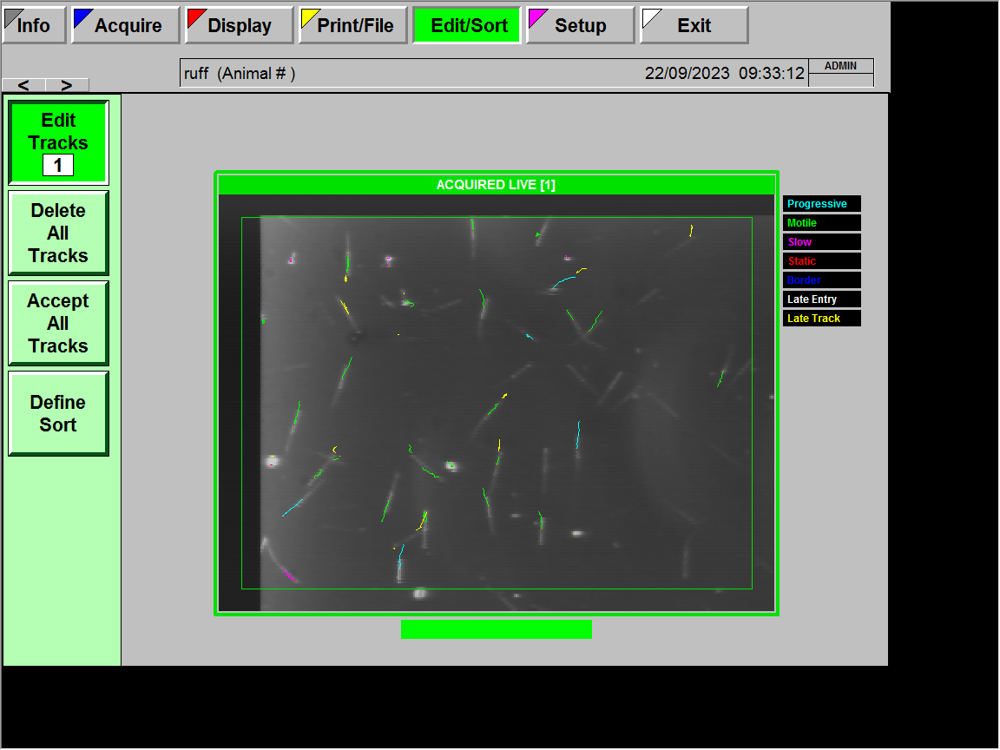 Info Acquire Display Print/File Edit/Sort Setup Exit
ruff (Animal # ) 22/09/2023 09:33:12 ADMIN
< >
Edit
Tracks
1
Delete
All
Tracks
Accept
All
Tracks
Define
Sort
ACQUIRED LIVE [1]
Progressive
Motile
Slow
Static
Border
Late Entry
Late Track